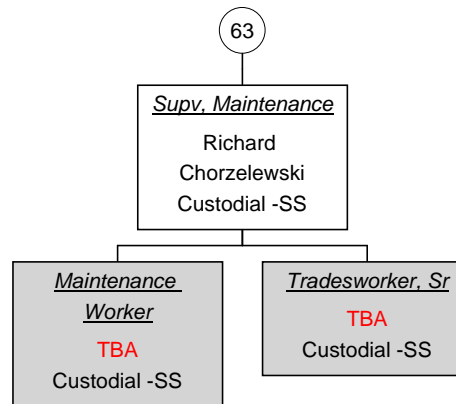 63
Supv, Maintenance
Richard
Chorzelewski
Custodial -SS
Maintenance
Worker
TBA
Custodial -SS
Tradesworker, Sr
TBA
Custodial -SS